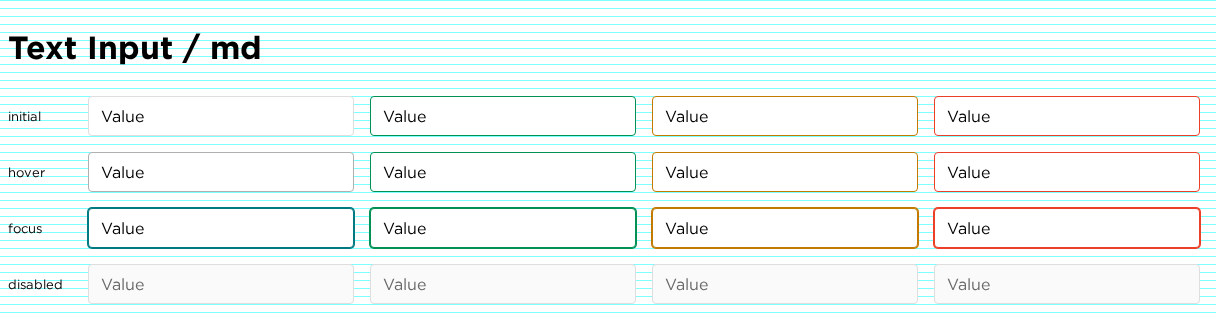 Text Input / md
initial Value Value Value Value
hover Value Value Value Value
focus Value Value Value Value
disabled Value Value Value Value